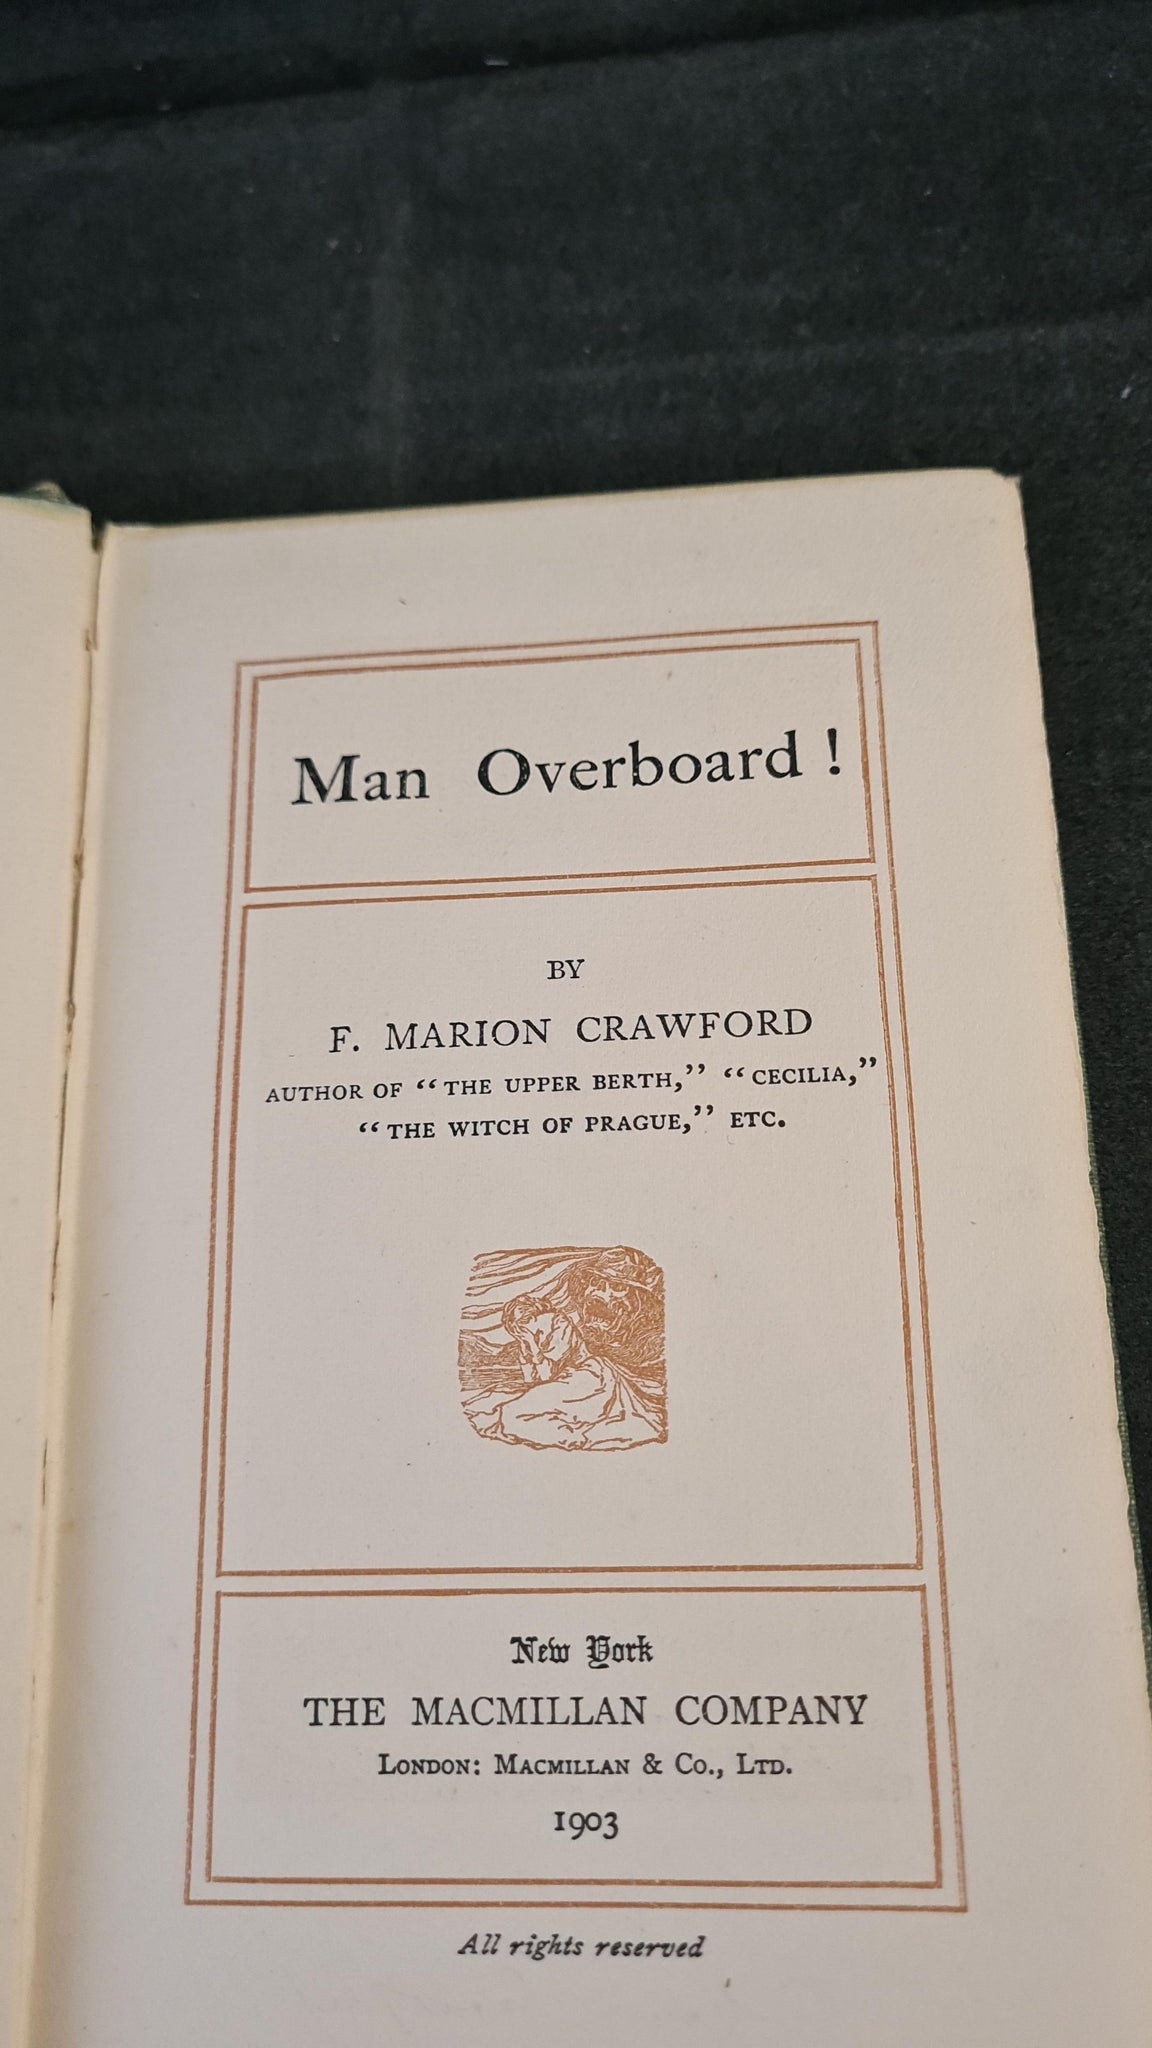 Man Overboard !
BY
F. MARION CRAWFORD
AUTHOR OF “THE UPPER BERTH,” “CECILIA,”
“THE WITCH OF PRAGUE,” ETC.
New York
THE MACMILLAN COMPANY
LONDON: MACMILLAN & CO., LTD.
1903
All rights reserved